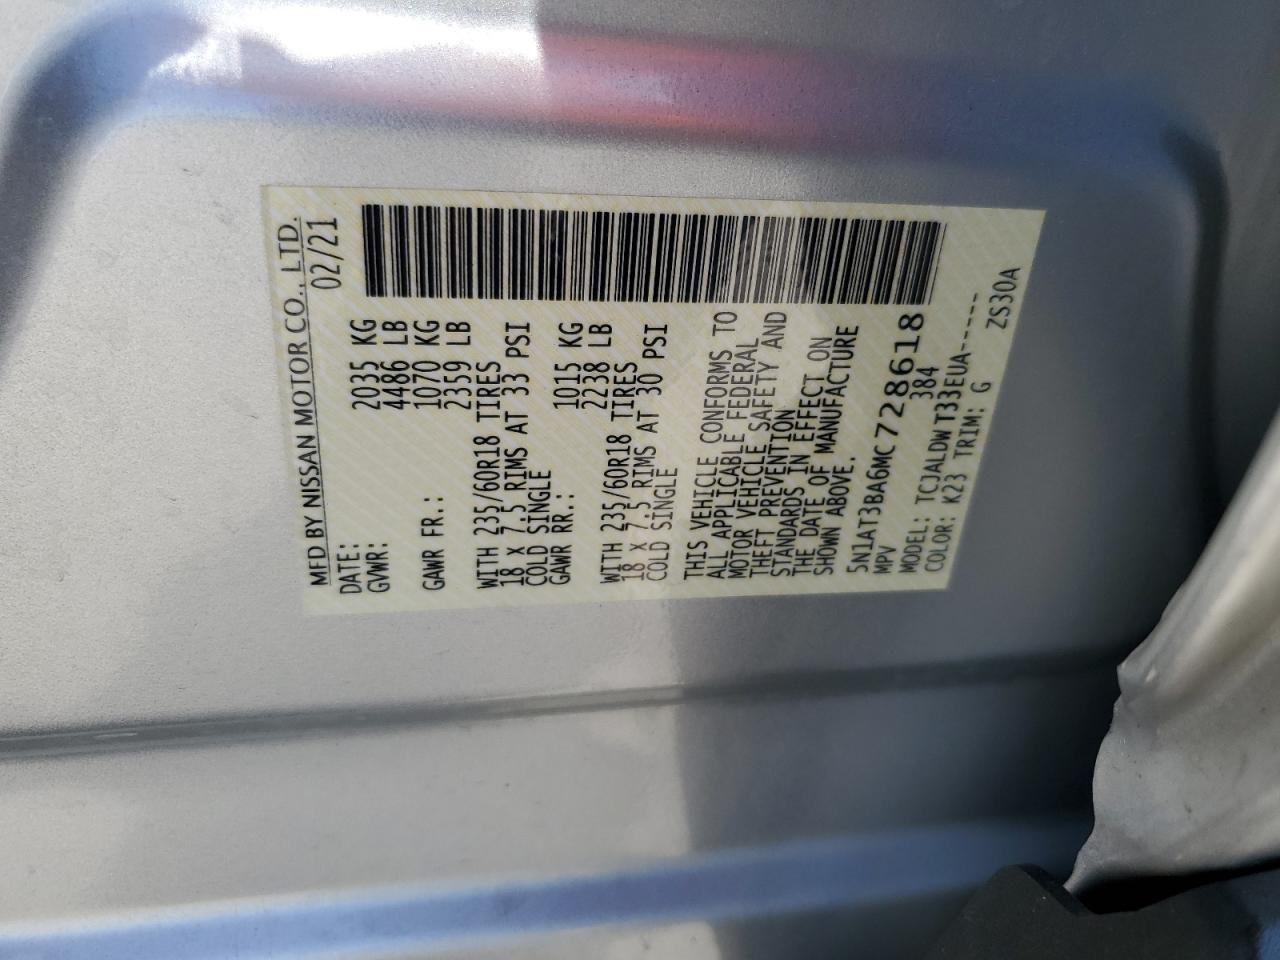 MFD BY NISSAN MOTOR CO., LTD.
DATE: 02/21
GVWR: 2035 KG
4486 LB
GAWR FR.: 1070 KG
2359 LB
WITH 235/60R18 TIRES
18 X 7.5 RIMS AT 33 PSI
COLD SINGLE
GAWR RR.: 1015 KG
2238 LB
WITH 235/60R18 TIRES
18 X 7.5 RIMS AT 30 PSI
COLD SINGLE
THIS VEHICLE CONFORMS TO
ALL APPLICABLE FEDERAL
MOTOR VEHICLE SAFETY AND
THEFT PREVENTION
STANDARDS IN EFFECT ON
THE DATE OF MANUFACTURE
SHOWN ABOVE.
5N1AT3BA6MC728618
MPV 384
MODEL: TCJALDW T33EUA------
COLOR: K23 TRIM: G ZS30A